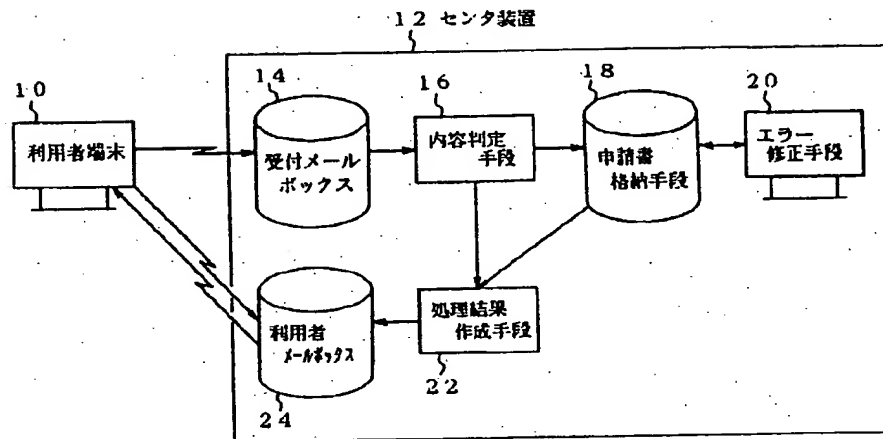 12 センタ装置
10
利用者端末
14
受付メール
ボックス
16
内容判定
手段
18
申請書
格納手段
20
エラー
修正手段
処理結果
作成手段
22
利用者
メールボックス
24